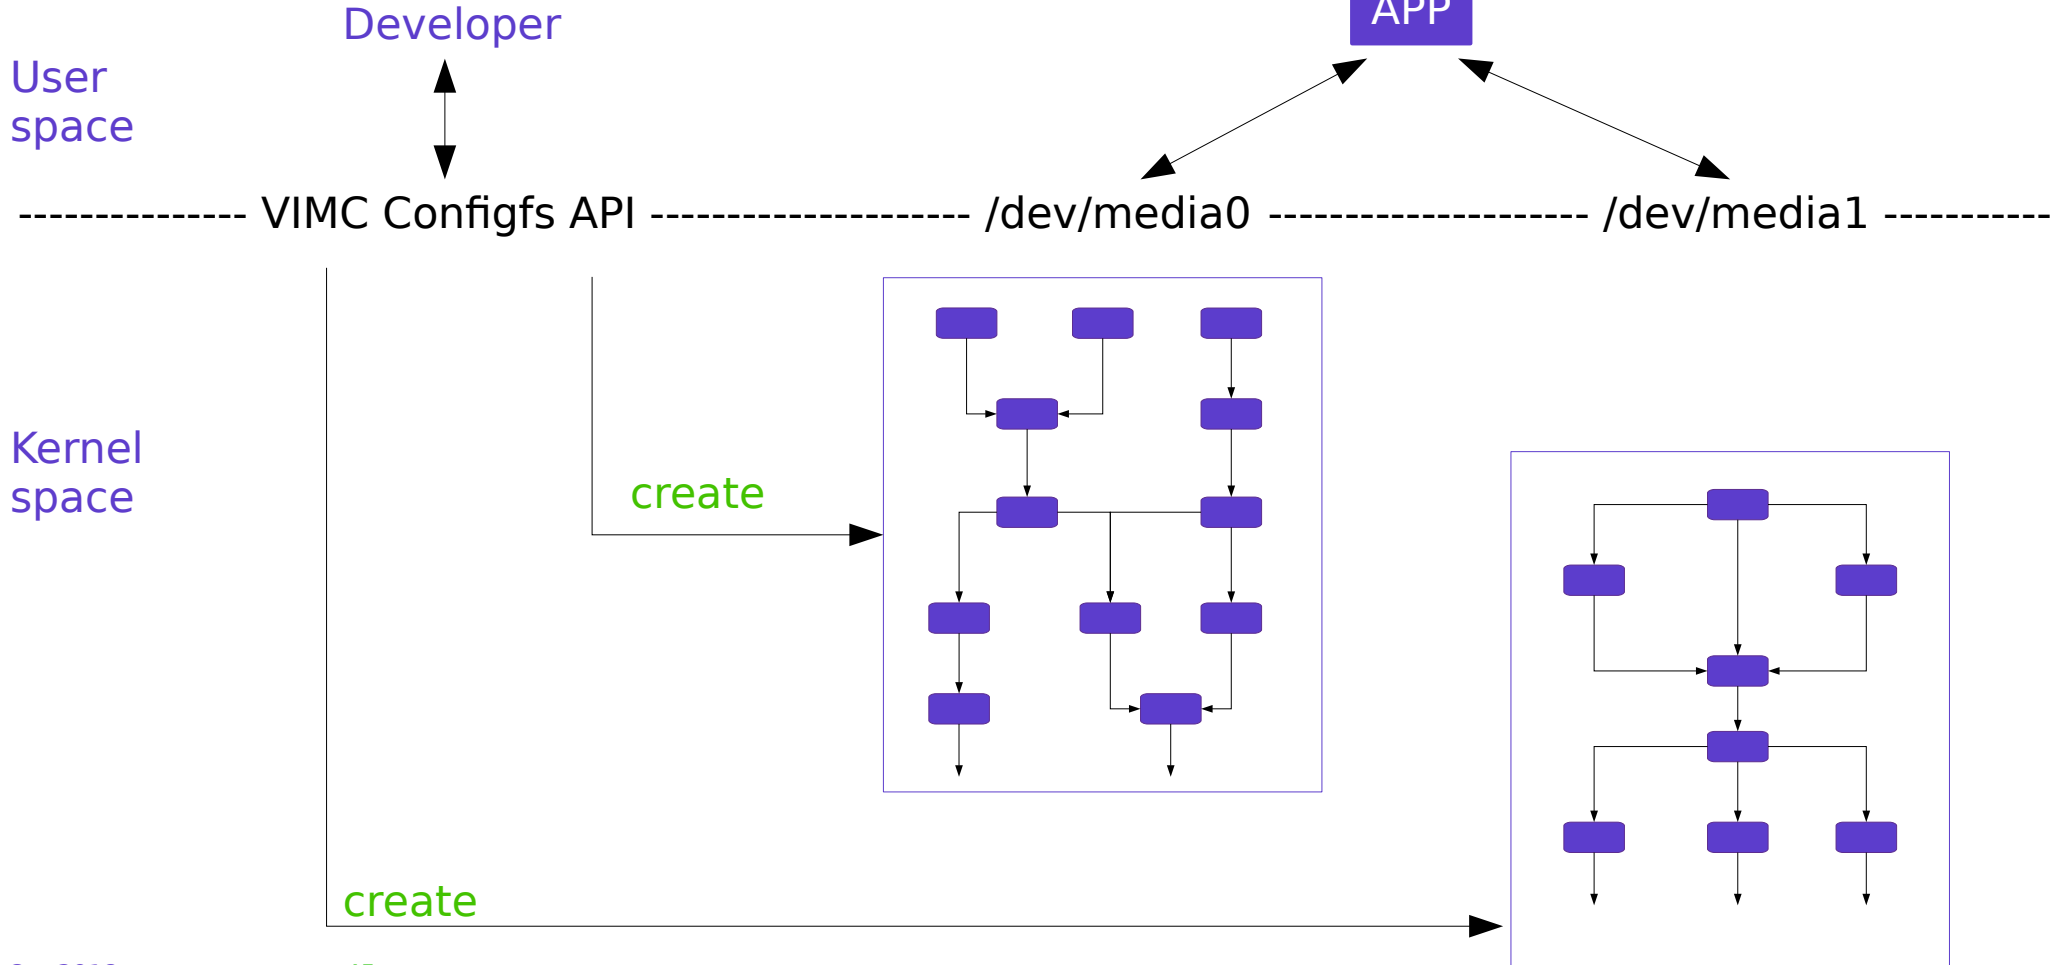 Developer
APP
User
space
--------------- VIMC Configfs API --------------------- /dev/media0 --------------------- /dev/media1 -----------
Kernel
space
create
create